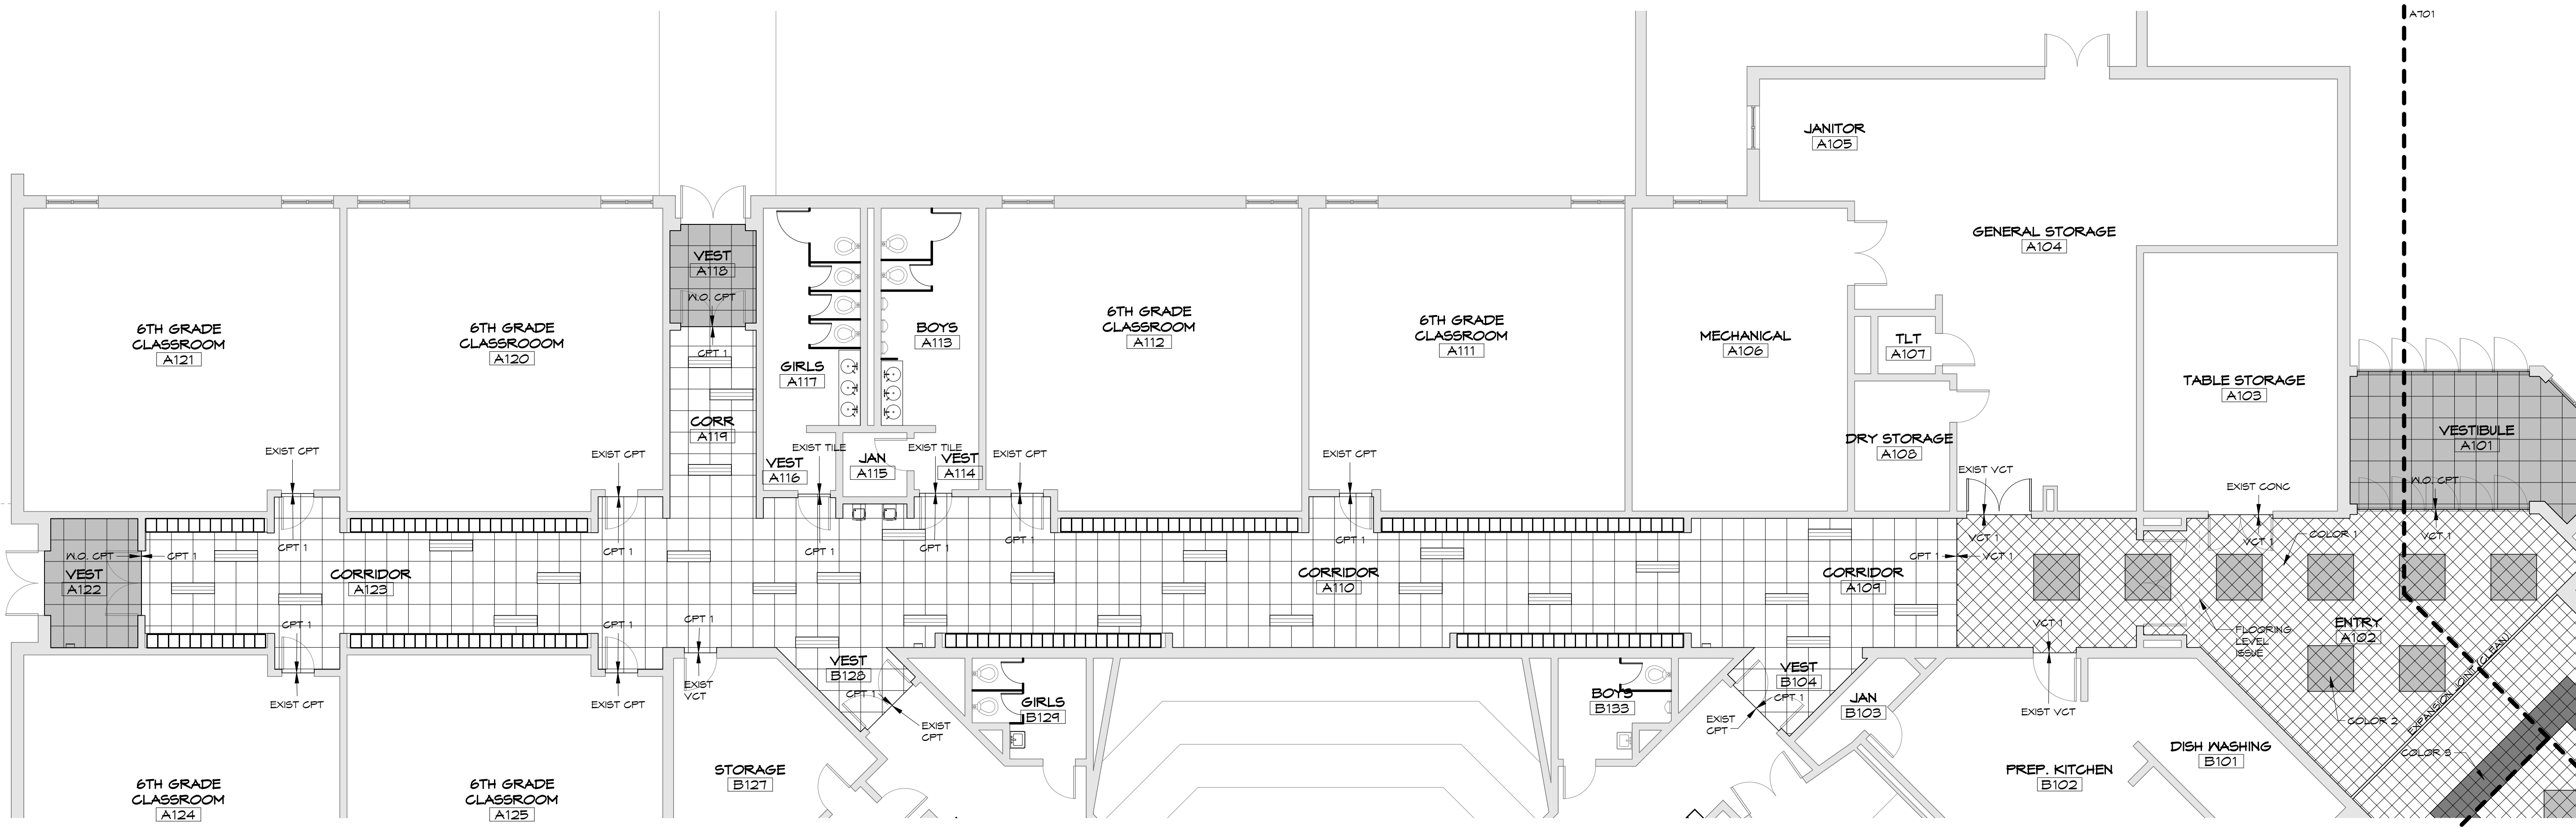 A701
JANITOR
A105
GENERAL STORAGE
A104
VEST
A118
W.O. CPT
CPT 1
6TH GRADE
CLASSROOM
A121
6TH GRADE
CLASSROOOM
A120
GIRLS
A117
BOYS
A113
6TH GRADE
CLASSROOM
A112
6TH GRADE
CLASSROOM
A111
MECHANICAL
A106
TLT
A107
TABLE STORAGE
A103
CORR
A119
DRY STORAGE
A108
VESTIBULE
A101
EXIST CPT
EXIST CPT
EXIST TILE
VEST
A116
JAN
A115
EXIST TILE
VEST
A114
EXIST CPT
EXIST CPT
EXIST VCT
EXIST CONC
W.O. CPT
VCT 1
W.O. CPT
CPT 1
VEST
A122
CPT 1
CORRIDOR
A123
CPT 1
CPT 1
CPT 1
CPT 1
CPT 1
CORRIDOR
A110
CORRIDOR
A109
CPT 1
VCT 1
VCT 1
VCT 1
COLOR 1
CPT 1
CPT 1
CPT 1
VCT 1
FLOORING
LEVEL
ISSUE
ENTRY
A102
EXIST CPT
EXIST CPT
EXIST
VCT
VEST
B128
CPT 1
EXIST
CPT
GIRLS
B129
BOYS
B133
VEST
B104
CPT 1
EXIST
CPT
JAN
B103
EXIST VCT
COLOR 2
EXPANSION JOINT (CLEAN)
COLOR 3
6TH GRADE
CLASSROOM
A124
6TH GRADE
CLASSROOM
A125
STORAGE
B127
PREP. KITCHEN
B102
DISH WASHING
B101